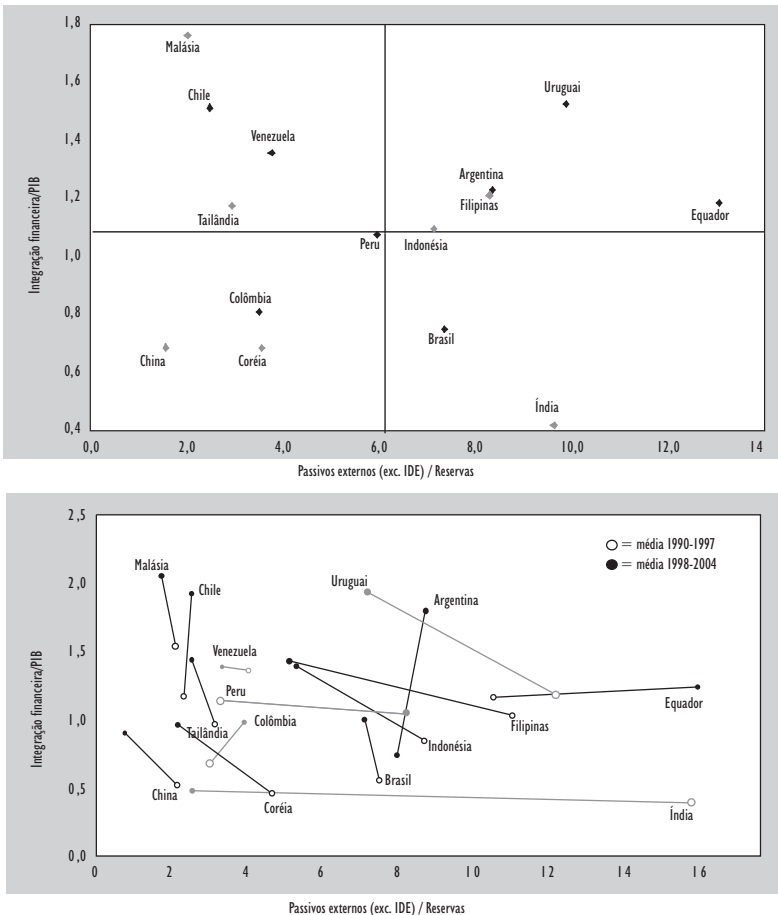 1,8
Malásia
1,6
Chile
Uruguai
1,4
Venezuela
Argentina
1,2
Tailândia
Filipinas
Equador
Integração financeira/PIB
Peru
Indonésia
1,0
Colômbia
0,8
Brasil
China
Coréia
0,6
Índia
0,4
0,0 2,0 4,0 6,0 8,0 10,0 12,0 14
Passivos externos (exc. IDE) / Reservas
2,5
○ = média 1990-1997
● = média 1998-2004
Malásia
2,0
Chile
Uruguai
Argentina
Venezuela
1,5
Peru
Equador
Integração financeira/PIB
1,0
Colômbia
Tailândia
Filipinas
Indonésia
Brasil
0,5
China
Coréia
Índia
0,0
0 2 4 6 8 10 12 14 16
Passivos externos (exc. IDE) / Reservas